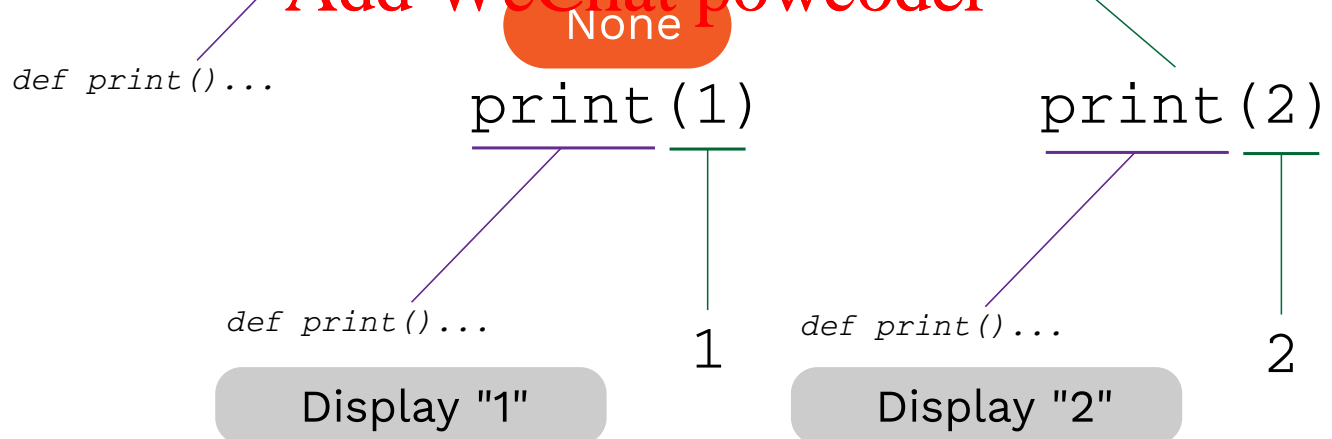 Add WeChat powcoder
None
def print()...
print(1)
print(2)
def print()...
1
def print()...
2
Display "1"
Display "2"